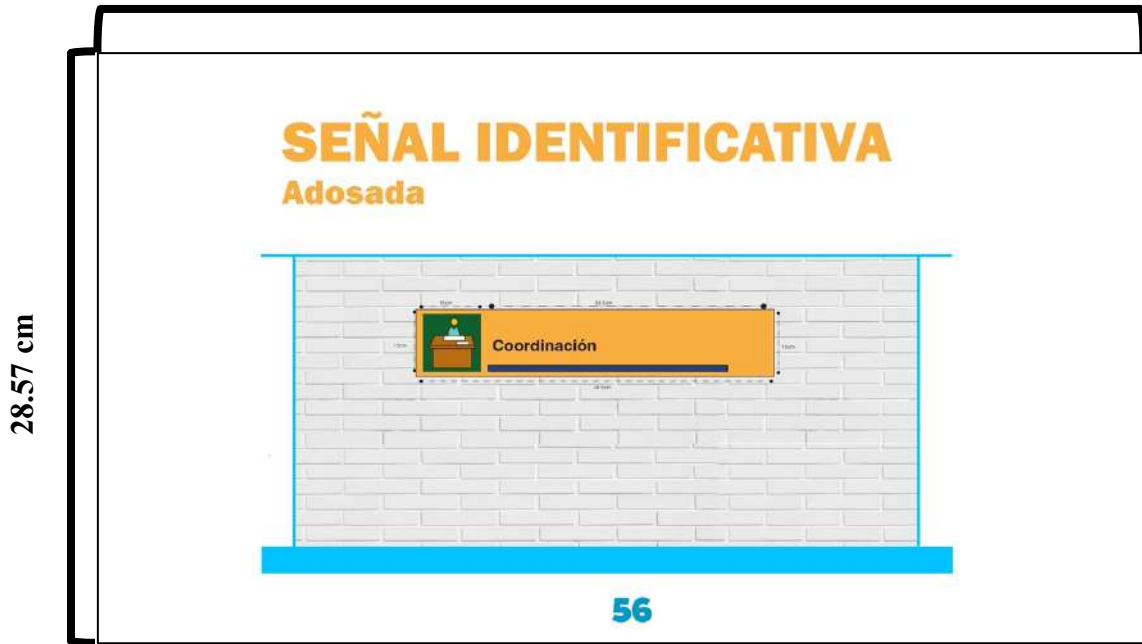 SEÑAL IDENTIFICATIVA
Adosada
28.57 cm
Coordinación
56